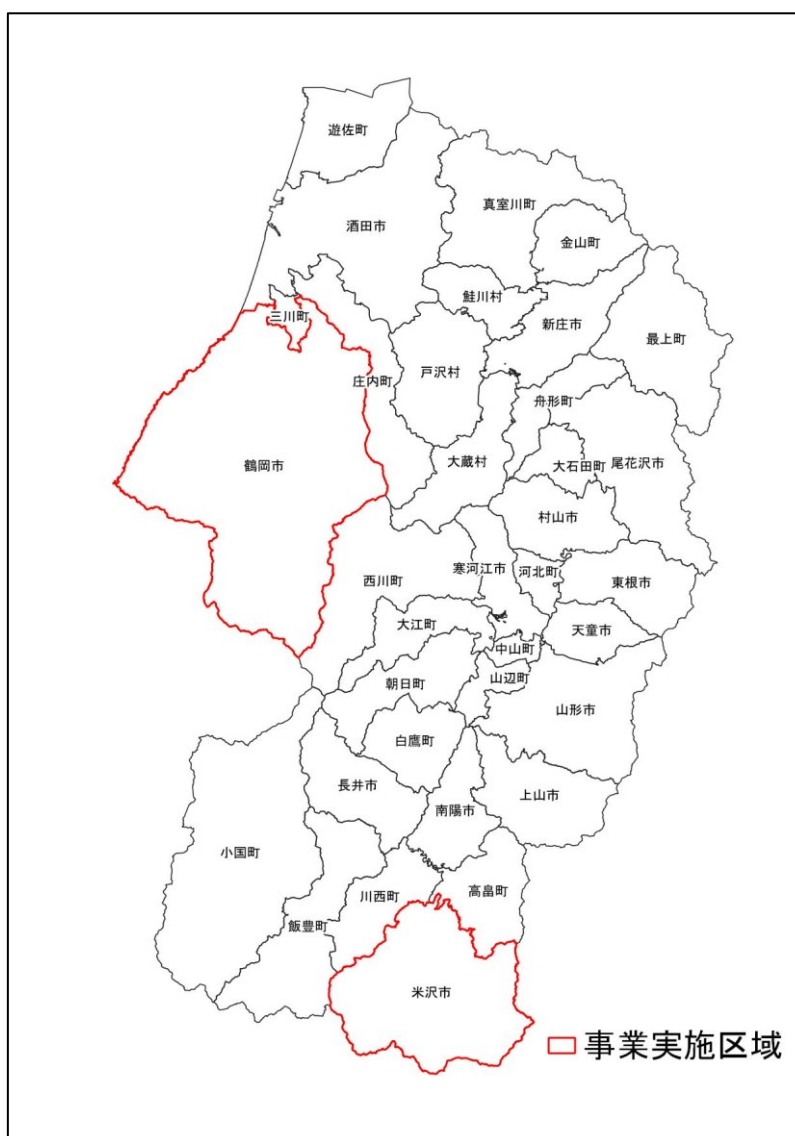 遊佐町
真室川町
酒田市
金山町
鮭川村
三川町
新庄市
最上町
戸沢村
庄内町
舟形町
鶴岡市
大蔵村
大石田町
尾花沢市
村山市
西川町
寒河江市
河北町
東根市
大江町
天童市
中山町
朝日町
山辺町
山形市
白鷹町
長井市
上山市
南陽市
小国町
高畠町
川西町
飯豊町
米沢市
事業実施区域